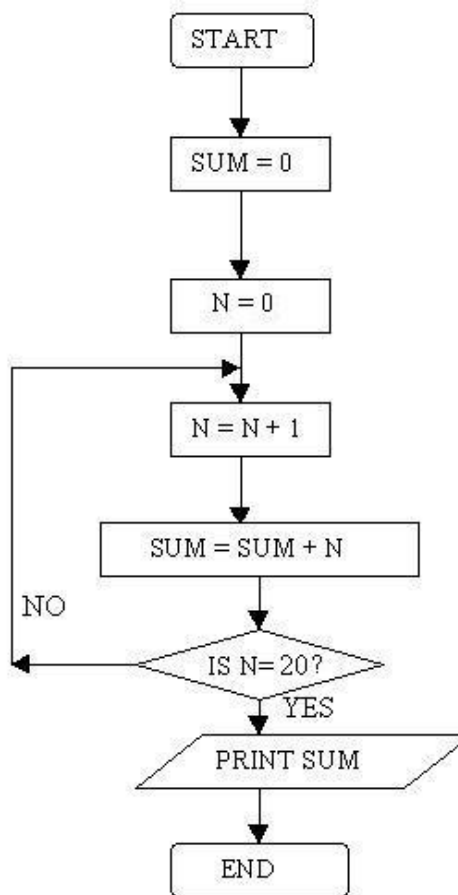 START
SUM = 0
N = 0
N = N + 1
SUM = SUM + N
NO
IS N= 20?
YES
PRINT SUM
END